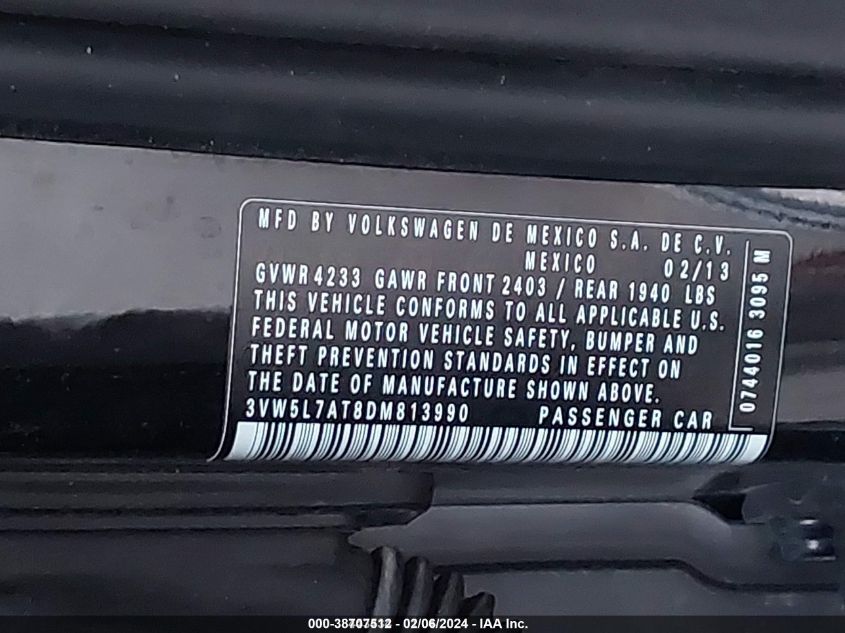 MFD BY VOLKSWAGEN DE MEXICO S.A. DE C.V.
MEXICO 02/13
GVWR 4233 GAWR FRONT 2403 / REAR 1940 LBS
THIS VEHICLE CONFORMS TO ALL APPLICABLE U.S.
FEDERAL MOTOR VEHICLE SAFETY, BUMPER AND
THEFT PREVENTION STANDARDS IN EFFECT ON
THE DATE OF MANUFACTURE SHOWN ABOVE.
3VW5L7AT8DM813990 PASSENGER CAR
0744016 3095 M
000-38707512 - 02/06/2024 - IAA Inc.